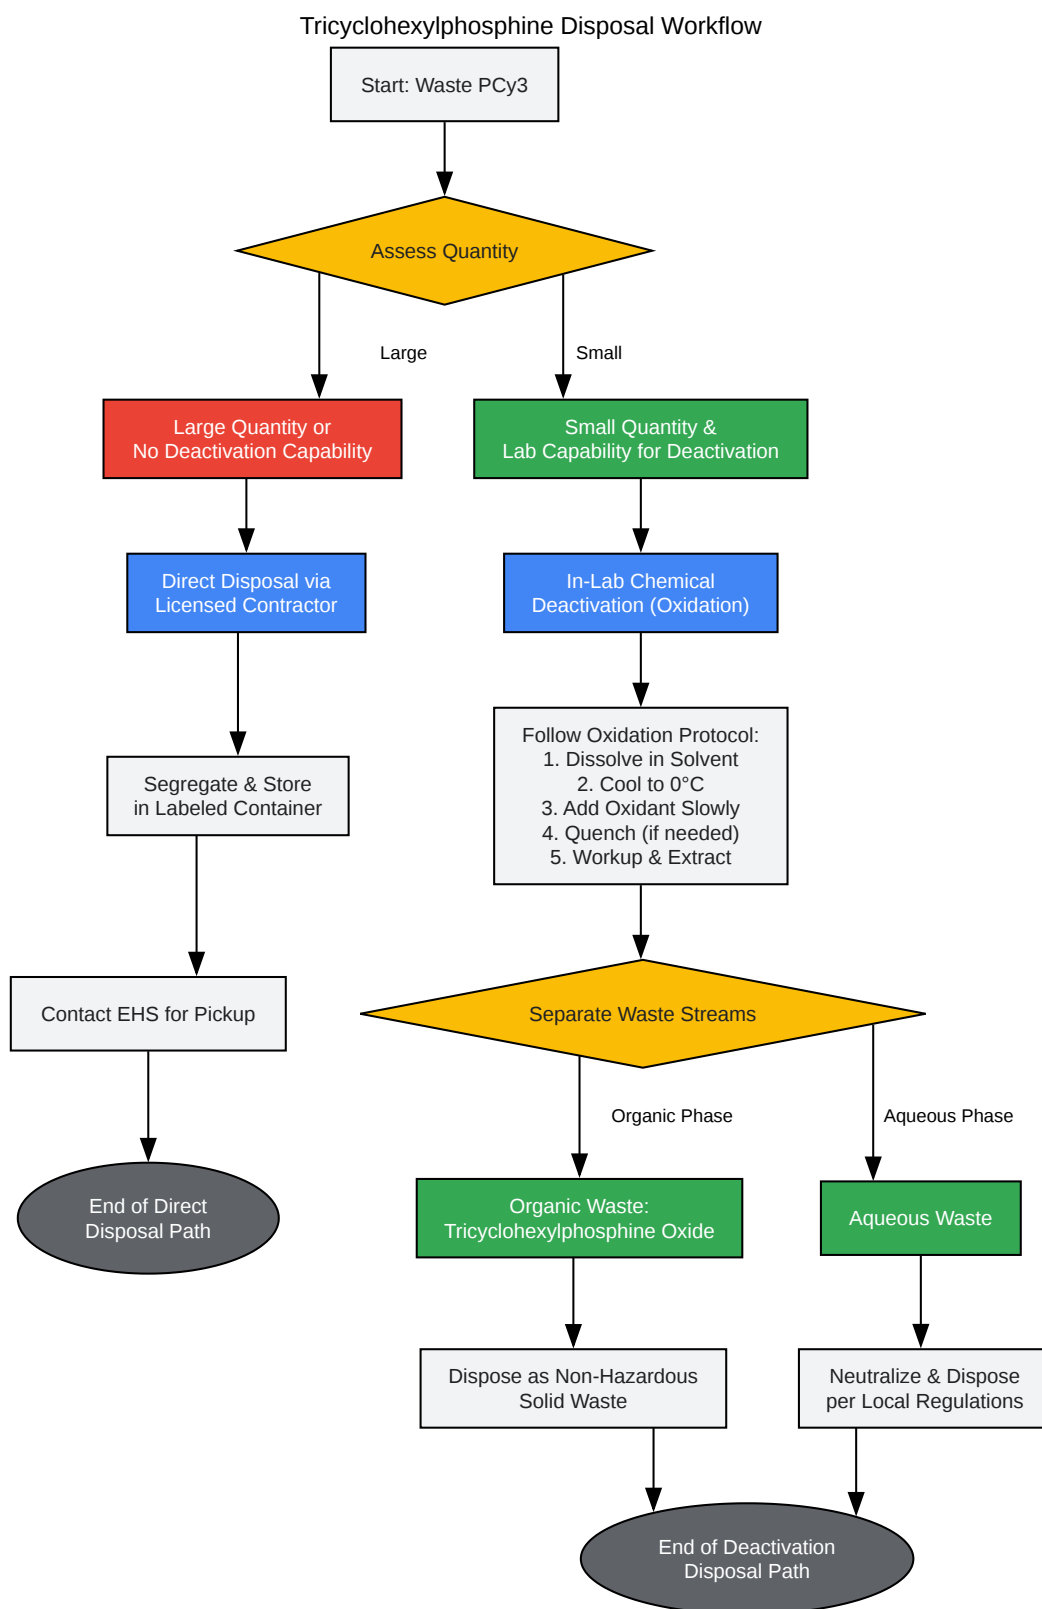 Tricyclohexylphosphine Disposal Workflow
Start: Waste PCy3
Assess Quantity
Large
Small
Large Quantity or
No Deactivation Capability
Small Quantity &
Lab Capability for Deactivation
Direct Disposal via
Licensed Contractor
In-Lab Chemical
Deactivation (Oxidation)
Segregate & Store
in Labeled Container
Follow Oxidation Protocol:
1. Dissolve in Solvent
2. Cool to 0°C
3. Add Oxidant Slowly
4. Quench (if needed)
5. Workup & Extract
Contact EHS for Pickup
Separate Waste Streams
Organic Phase
Aqueous Phase
End of Direct
Disposal Path
Organic Waste:
Tricyclohexylphosphine Oxide
Aqueous Waste
Dispose as Non-Hazardous
Solid Waste
Neutralize & Dispose
per Local Regulations
End of Deactivation
Disposal Path